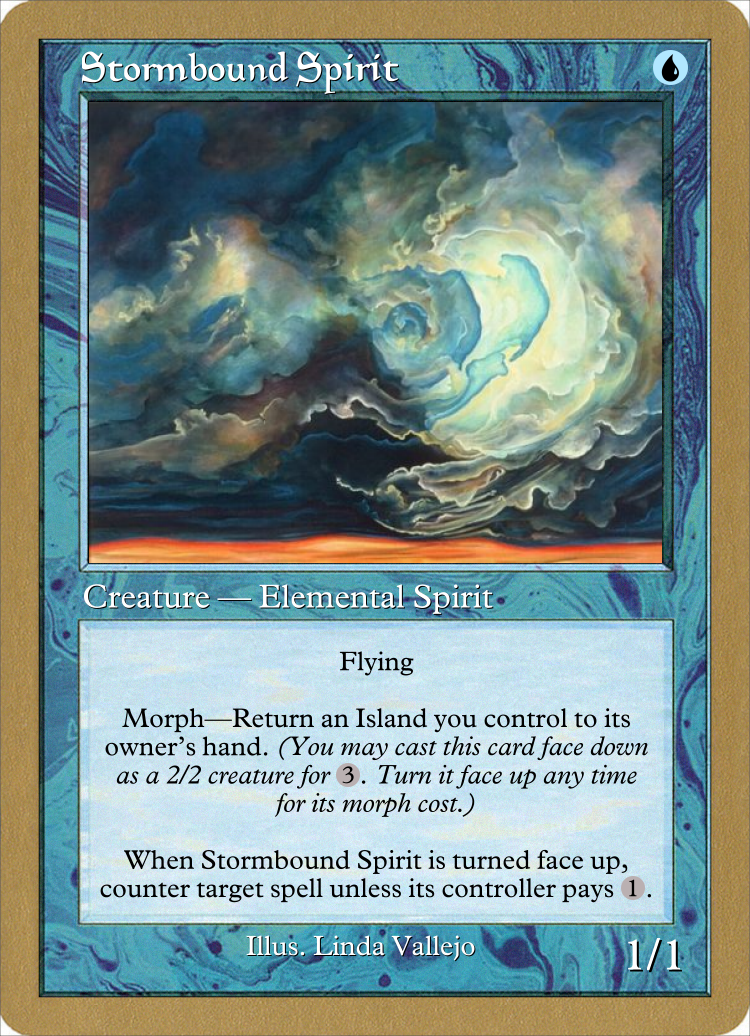 Stormbound Spirit
Creature — Elemental Spirit
Flying
Morph—Return an Island you control to its
owner's hand. (You may cast this card face down
as a 2/2 creature for 3. Turn it face up any time
for its morph cost.)
When Stormbound Spirit is turned face up,
counter target spell unless its controller pays 1.
Illus. Linda Vallejo
1/1